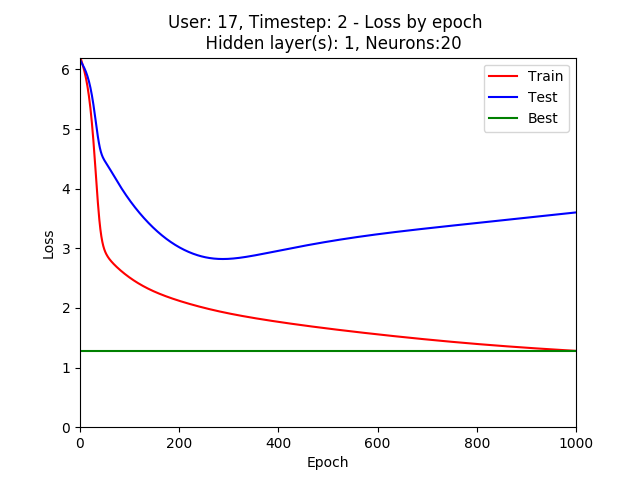 User: 17, Timestep: 2 - Loss by epoch
Hidden layer(s): 1, Neurons:20
Train
Test
Best
6
5
4
3
2
1
0
Loss
0 200 400 600 800 1000
Epoch